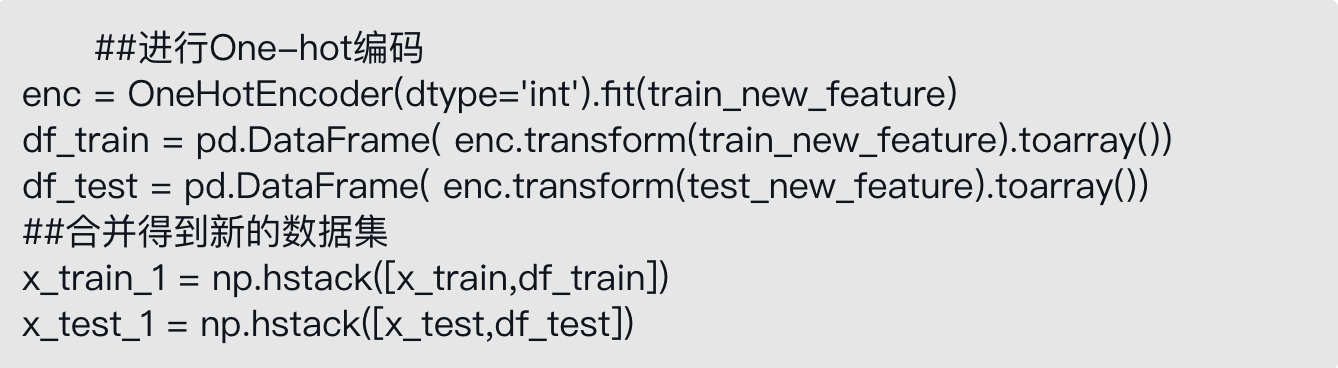 ##进行One-hot编码
enc = OneHotEncoder(dtype='int').fit(train_new_feature)
df_train = pd.DataFrame( enc.transform(train_new_feature).toarray())
df_test = pd.DataFrame( enc.transform(test_new_feature).toarray())
##合并得到新的数据集
x_train_1 = np.hstack([x_train,df_train])
x_test_1 = np.hstack([x_test,df_test])